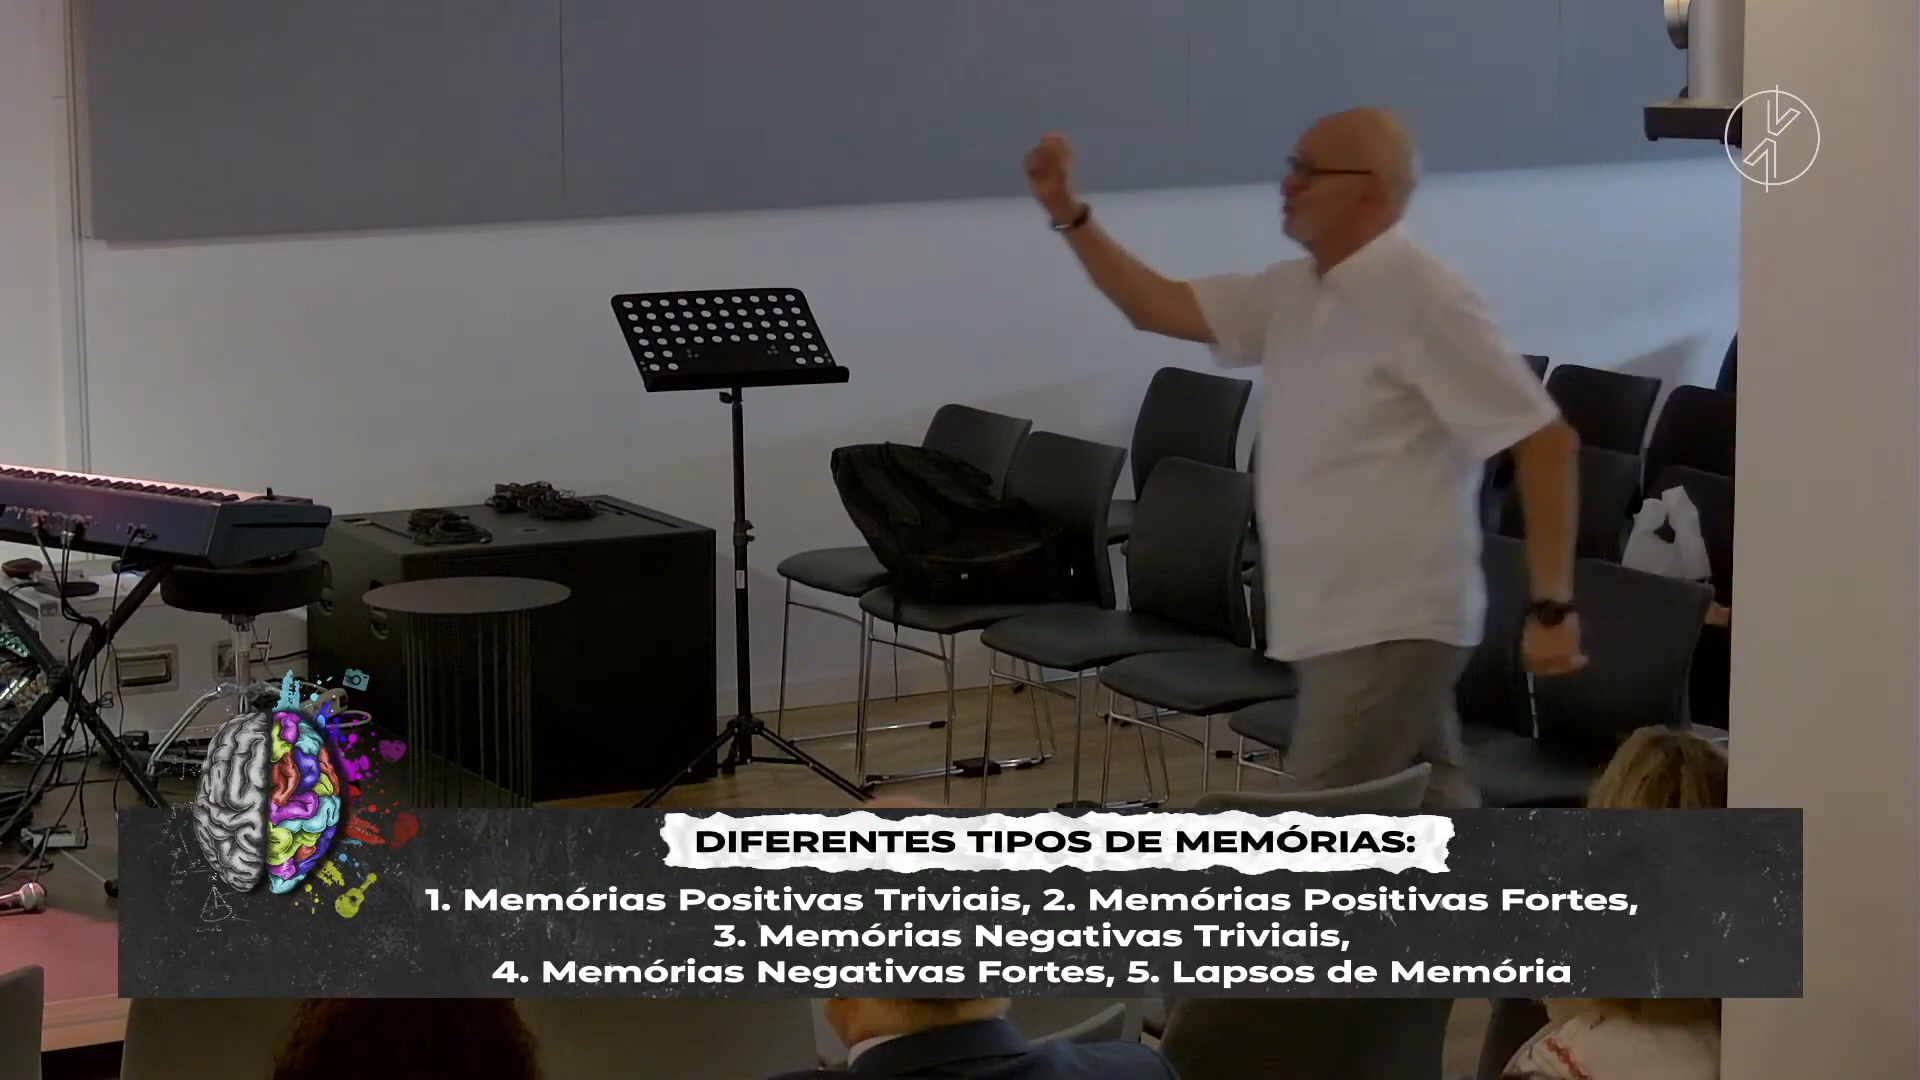 DIFERENTES TIPOS DE MEMÓRIAS:
1. Memórias Positivas Triviais, 2. Memórias Positivas Fortes,
3. Memórias Negativas Triviais,
4. Memórias Negativas Fortes, 5. Lapsos de Memória